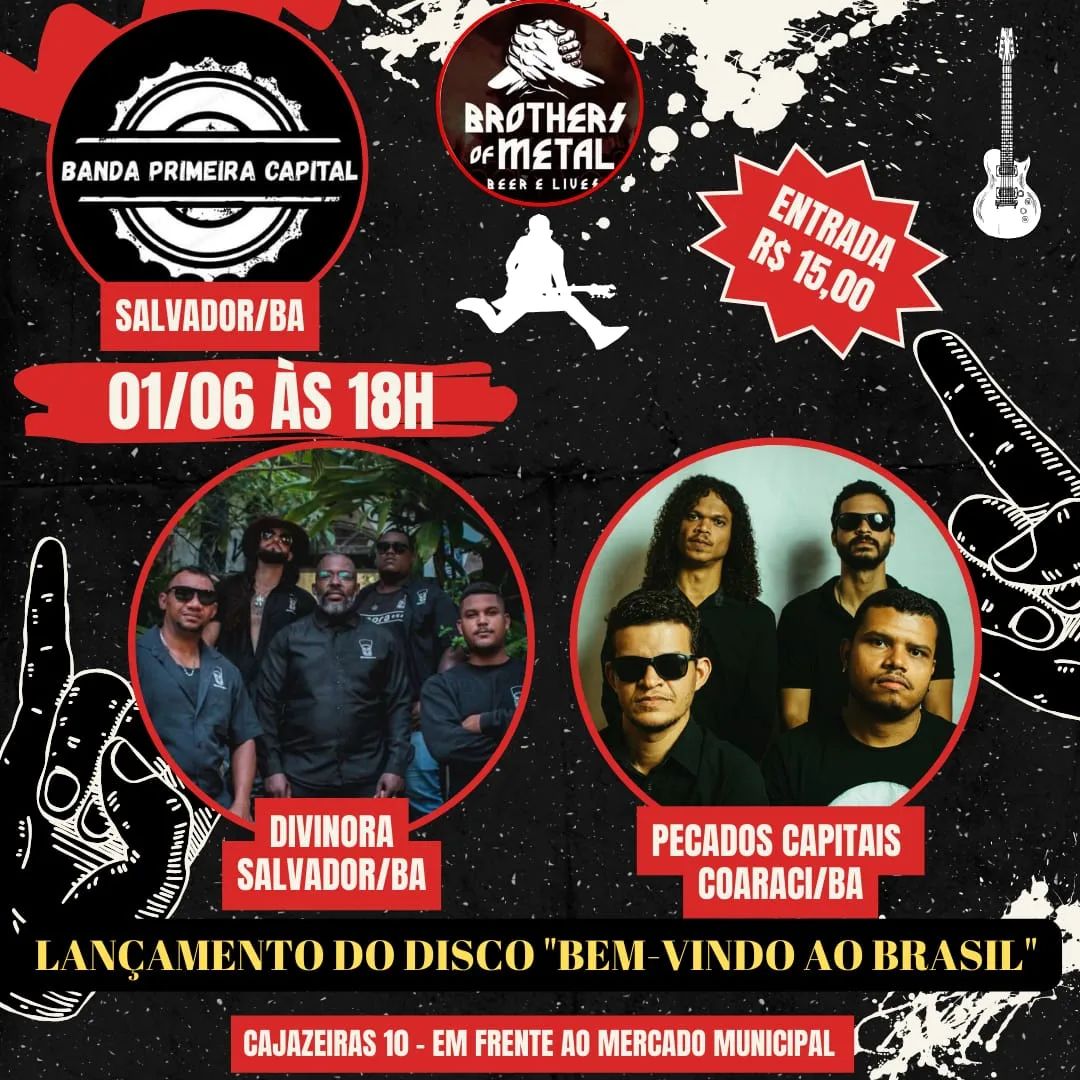 BROTHERS
OF METAL
BEER E LIVES
BANDA PRIMEIRA CAPITAL
SALVADOR/BA
ENTRADA
R$ 15,00
01/06 ÀS 18H
DIVINORA
SALVADOR/BA
PECADOS CAPITAIS
COARACI/BA
LANÇAMENTO DO DISCO "BEM-VINDO AO BRASIL"
CAJAZEIRAS 10 - EM FRENTE AO MERCADO MUNICIPAL